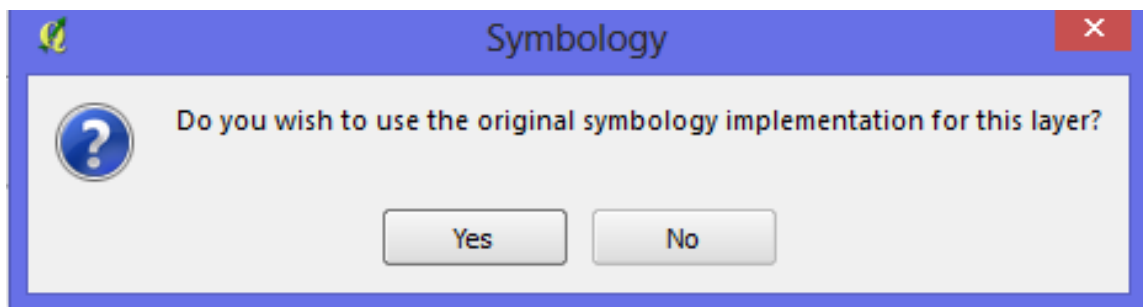 Symbology
Do you wish to use the original symbology implementation for this layer?
Yes
No